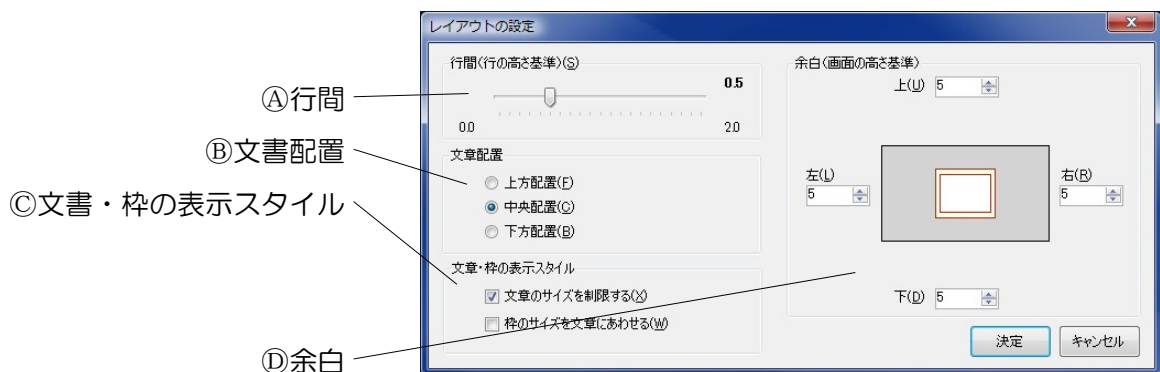 レイアウトの設定
Ⓐ行間
Ⓑ文書配置
Ⓒ文書・枠の表示スタイル
Ⓓ余白
行間(行の高さ基準)(S)
0.5
0.0
2.0
文章配置
上方配置(F)
中央配置(C)
下方配置(B)
文章・枠の表示スタイル
文章のサイズを制限する(X)
枠のサイズを文章にあわせる(W)
余白(画面の高さ基準)
上(U) 5
左(L)
5
右(R)
5
下(D) 5
決定
キャンセル